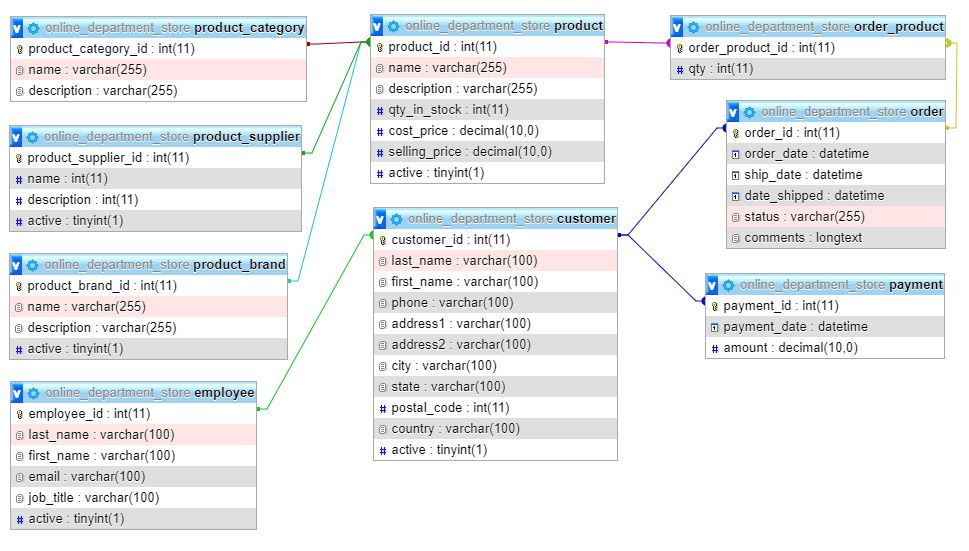 online_department_store product_category
product_category_id : int(11)
name : varchar(255)
description : varchar(255)
online_department_store product_supplier
product_supplier_id : int(11)
name : int(11)
description : int(11)
active : tinyint(1)
online_department_store product_brand
product_brand_id : int(11)
name : varchar(255)
description : varchar(255)
active : tinyint(1)
online_department_store employee
employee_id : int(11)
last_name : varchar(100)
first_name : varchar(100)
email : varchar(100)
job_title : varchar(100)
active : tinyint(1)
online_department_store product
product_id : int(11)
name : varchar(255)
description : varchar(255)
qty_in_stock : int(11)
cost_price : decimal(10,0)
selling_price : decimal(10,0)
active : tinyint(1)
online_department_store customer
customer_id : int(11)
last_name : varchar(100)
first_name : varchar(100)
phone : varchar(100)
address1 : varchar(100)
address2 : varchar(100)
city : varchar(100)
state : varchar(100)
postal_code : int(11)
country : varchar(100)
active : tinyint(1)
online_department_store order_product
order_product_id : int(11)
qty : int(11)
online_department_store order
order_id : int(11)
order_date : datetime
ship_date : datetime
date_shipped : datetime
status : varchar(255)
comments : longtext
online_department_store payment
payment_id : int(11)
payment_date : datetime
amount : decimal(10,0)